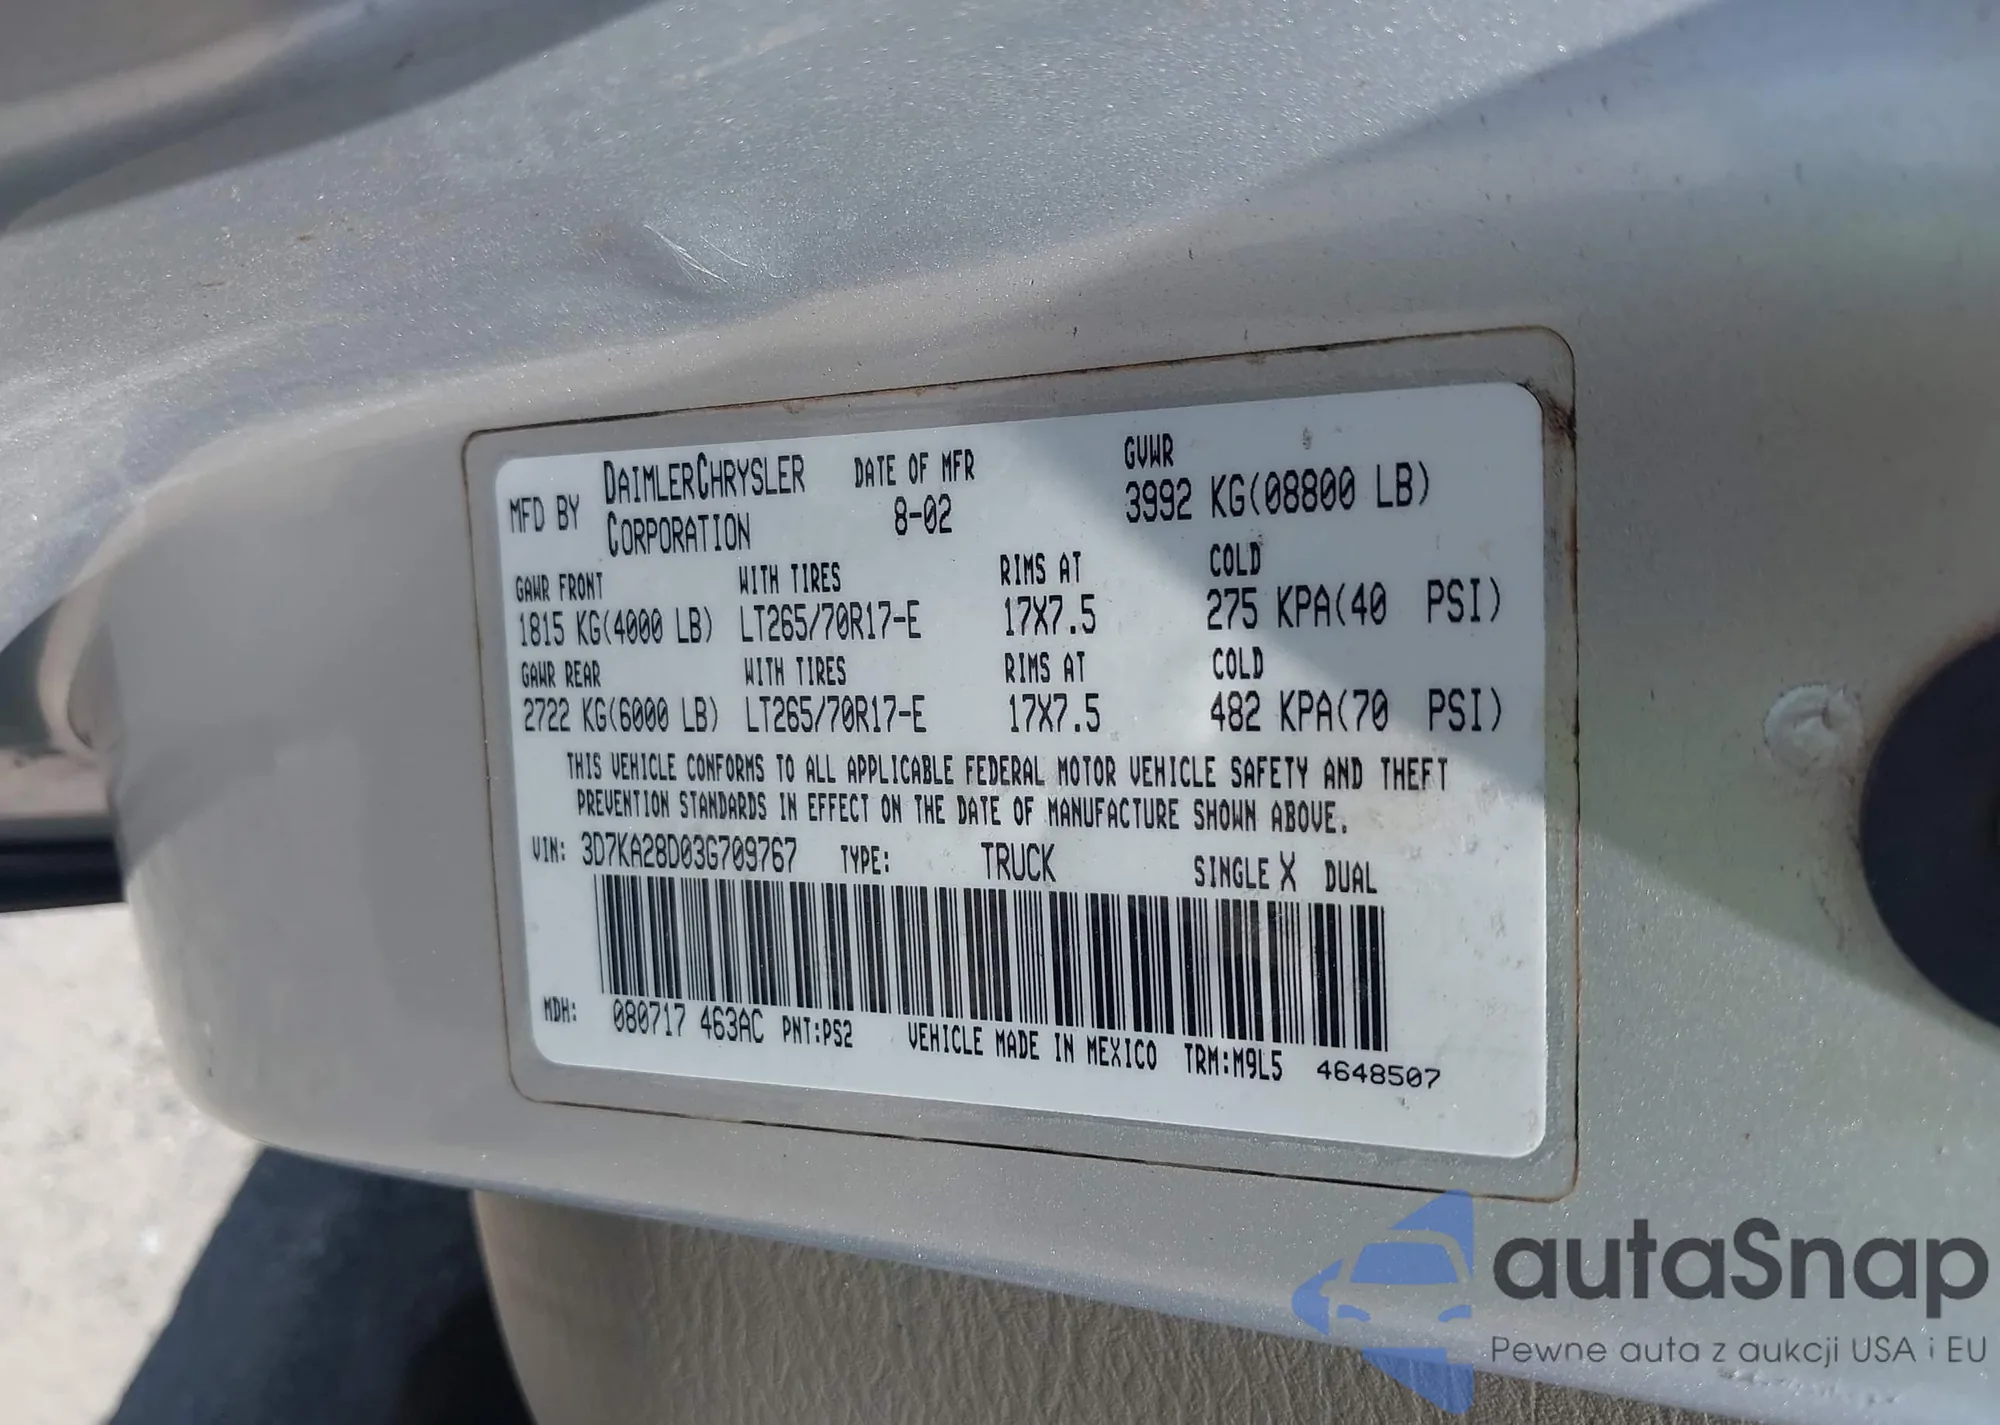 MFD BY DAIMLERCHRYSLER CORPORATION DATE OF MFR 8-02 GVWR 3992 KG(08800 LB)
GAWR FRONT WITH TIRES RIMS AT COLD
1815 KG(4000 LB) LT265/70R17-E 17X7.5 275 KPA(40 PSI)
GAWR REAR WITH TIRES RIMS AT COLD
2722 KG(6000 LB) LT265/70R17-E 17X7.5 482 KPA(70 PSI)
THIS VEHICLE CONFORMS TO ALL APPLICABLE FEDERAL MOTOR VEHICLE SAFETY AND THEFT
PREVENTION STANDARDS IN EFFECT ON THE DATE OF MANUFACTURE SHOWN ABOVE.
VIN: 3D7KA28D03G709767 TYPE: TRUCK SINGLE X DUAL
MDH: 080717 463AC PNT:PS2 VEHICLE MADE IN MEXICO TRM:M9L5 4648507
autaSnap
Pewne auta z aukcji USA i EU